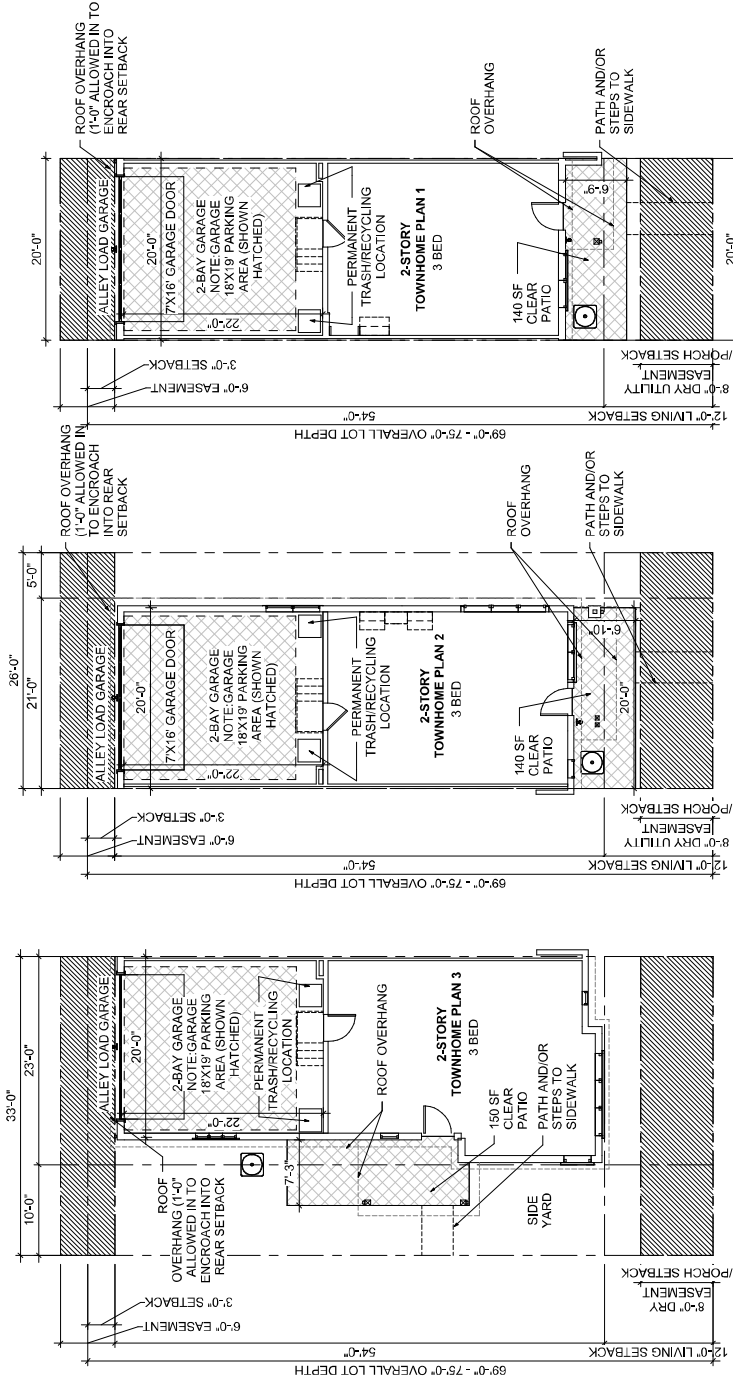 33'-0"
10'-0"
23'-0"
ALLEY LOAD GARAGE
20'-0"
2-BAY GARAGE
NOTE:GARAGE
18'X19' PARKING
AREA (SHOWN
HATCHED)
22'-0"
PERMANENT
TRASH/RECYCLING
LOCATION
ROOF
OVERHANG (1'-0"
ALLOWED IN TO
ENCROACH INTO
REAR SETBACK
ROOF OVERHANG
7'-3"
2-STORY
TOWNHOME PLAN 3
3 BED
150 SF
CLEAR
PATIO
PATH AND/OR
STEPS TO
SIDEWALK
SIDE
YARD
3'-0" SETBACK
6'-0" EASEMENT
54'-0"
69'-0" - 75'-0" OVERALL LOT DEPTH
12'-0" LIVING SETBACK
8'-0" DRY
EASEMENT
/PORCH SETBACK
26'-0"
21'-0"
5'-0"
ROOF OVERHANG
(1'-0" ALLOWED IN
TO ENCROACH
INTO REAR
SETBACK
ALLEY LOAD GARAGE
20'-0"
7'X16' GARAGE DOOR
2-BAY GARAGE
NOTE:GARAGE
18'X19' PARKING
AREA (SHOWN
HATCHED)
22'-0"
PERMANENT
TRASH/RECYCLING
LOCATION
2-STORY
TOWNHOME PLAN 2
3 BED
140 SF
CLEAR
PATIO
ROOF
OVERHANG
6'-10"
20'-0"
PATH AND/OR
STEPS TO
SIDEWALK
3'-0" SETBACK
6'-0" EASEMENT
54'-0"
69'-0" - 75'-0" OVERALL LOT DEPTH
12'-0" LIVING SETBACK
8'-0" DRY UTILITY
EASEMENT
/PORCH SETBACK
20'-0"
ROOF OVERHANG
(1'-0" ALLOWED IN TO
ENCROACH INTO
REAR SETBACK
ALLEY LOAD GARAGE
20'-0"
7'X16' GARAGE DOOR
2-BAY GARAGE
NOTE:GARAGE
18'X19' PARKING
AREA (SHOWN
HATCHED)
22'-0"
PERMANENT
TRASH/RECYCLING
LOCATION
2-STORY
TOWNHOME PLAN 1
3 BED
140 SF
CLEAR
PATIO
ROOF
OVERHANG
6'-9"
PATH AND/OR
STEPS TO
SIDEWALK
20'-0"
3'-0" SETBACK
6'-0" EASEMENT
54'-0"
69'-0" - 75'-0" OVERALL LOT DEPTH
12'-0" LIVING SETBACK
8'-0" DRY UTILITY
EASEMENT
/PORCH SETBACK